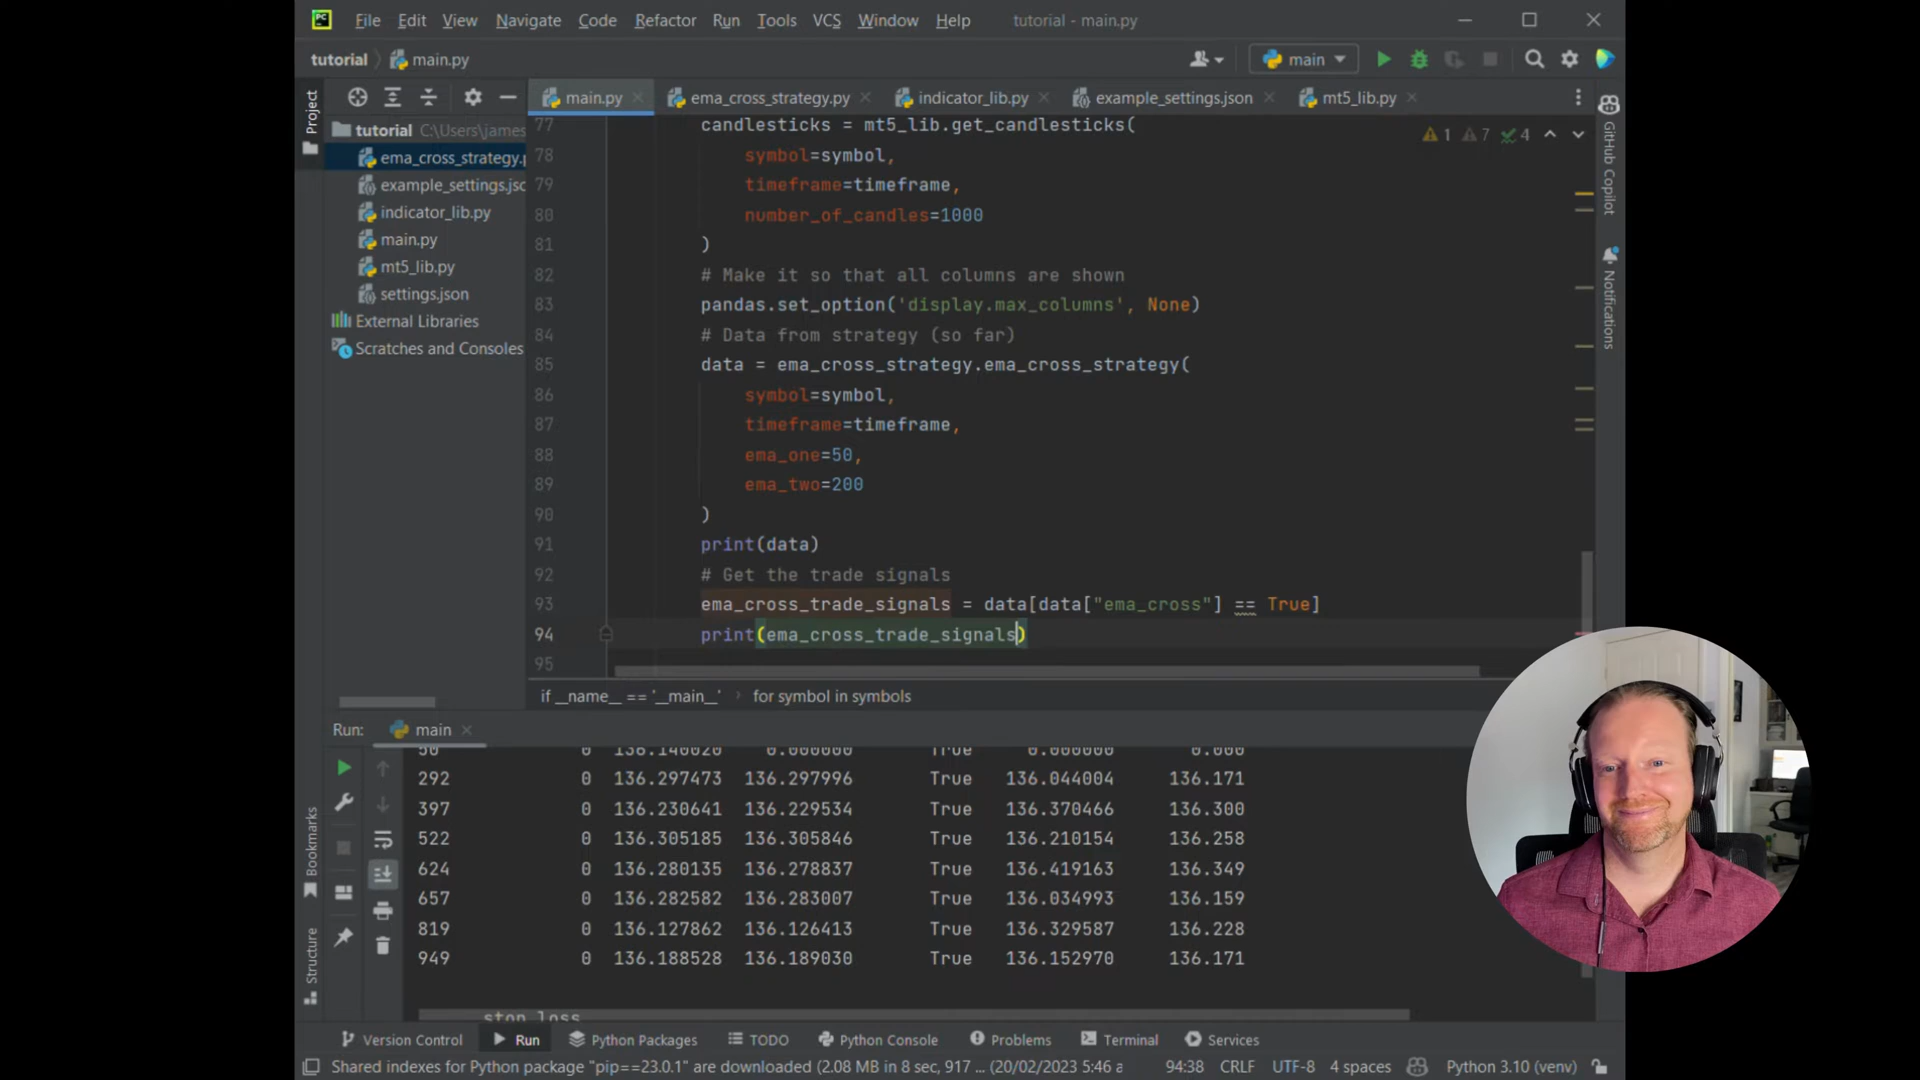 PC File Edit View Navigate Code Refactor Run Tools VCS Window Help tutorial - main.py
tutorial main.py main
Project
main.py ema_cross_strategy.py indicator_lib.py example_settings.json mt5_lib.py
tutorial C:\Users\james
ema_cross_strategy.p
example_settings.jso
indicator_lib.py
main.py
mt5_lib.py
settings.json
External Libraries
Scratches and Consoles
1 7 4
77 candlesticks = mt5_lib.get_candlesticks(
78 symbol=symbol,
79 timeframe=timeframe,
80 number_of_candles=1000
81 )
82 # Make it so that all columns are shown
83 pandas.set_option('display.max_columns', None)
84 # Data from strategy (so far)
85 data = ema_cross_strategy.ema_cross_strategy(
86 symbol=symbol,
87 timeframe=timeframe,
88 ema_one=50,
89 ema_two=200
90 )
91 print(data)
92 # Get the trade signals
93 ema_cross_trade_signals = data[data["ema_cross"] == True]
94 print(ema_cross_trade_signals)
95
GitHub Copilot
Notifications
if __name__ == '__main__' for symbol in symbols
Run: main
50 0 136.140020 0.000000 True 0.000000 0.000
292 0 136.297473 136.297996 True 136.044004 136.171
397 0 136.230641 136.229534 True 136.370466 136.300
522 0 136.305185 136.305846 True 136.210154 136.258
624 0 136.280135 136.278837 True 136.419163 136.349
657 0 136.282582 136.283007 True 136.034993 136.159
819 0 136.127862 136.126413 True 136.329587 136.228
949 0 136.188528 136.189030 True 136.152970 136.171
stop_loss
Bookmarks
Structure
Version Control Run Python Packages TODO Python Console Problems Terminal Services
Shared indexes for Python package "pip==23.0.1" are downloaded (2.08 MB in 8 sec, 917 ... (20/02/2023 5:46 a 94:38 CRLF UTF-8 4 spaces Python 3.10 (venv)